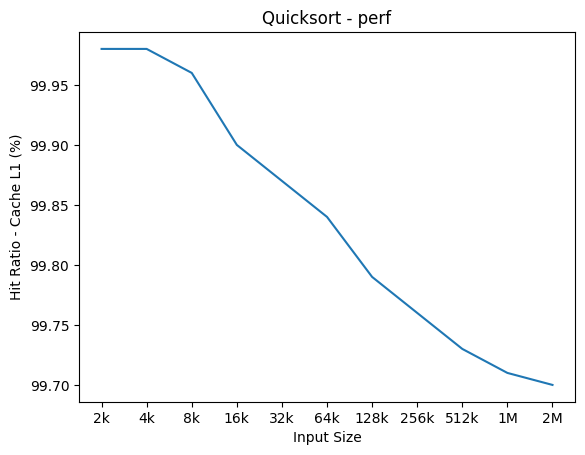 Quicksort - perf
Hit Ratio - Cache L1 (%)
99.95
99.90
99.85
99.80
99.75
99.70
2k 4k 8k 16k 32k 64k 128k 256k 512k 1M 2M
Input Size